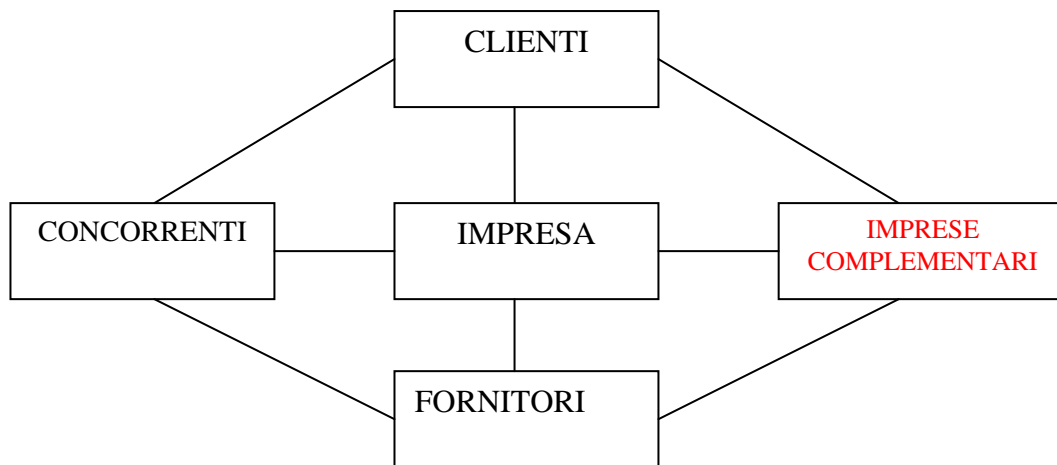 CLIENTI
CONCORRENTI
IMPRESA
IMPRESE
COMPLEMENTARI
FORNITORI